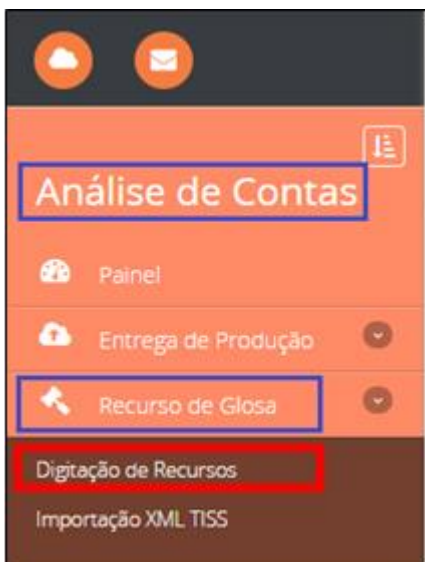 Análise de Contas
Painel
Entrega de Produção
Recurso de Glosa
Digitação de Recursos
Importação XML TISS